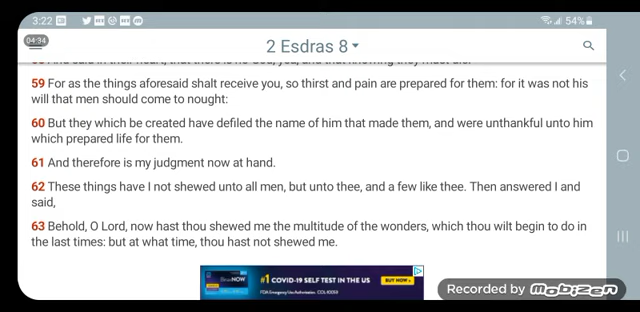 3:22
54%
04:34
2 Esdras 8
59 For as the things aforesaid shalt receive you, so thirst and pain are prepared for them: for it was not his
will that men should come to nought:
60 But they which be created have defiled the name of him that made them, and were unthankful unto him
which prepared life for them.
61 And therefore is my judgment now at hand.
62 These things have I not shewed unto all men, but unto thee, and a few like thee. Then answered I and
said,
63 Behold, O Lord, now hast thou shewed me the multitude of the wonders, which thou wilt begin to do in
the last times: but at what time, thou hast not shewed me.
#1 COVID-19 SELF TEST IN THE US
BUY NOW
Recorded by mobizen